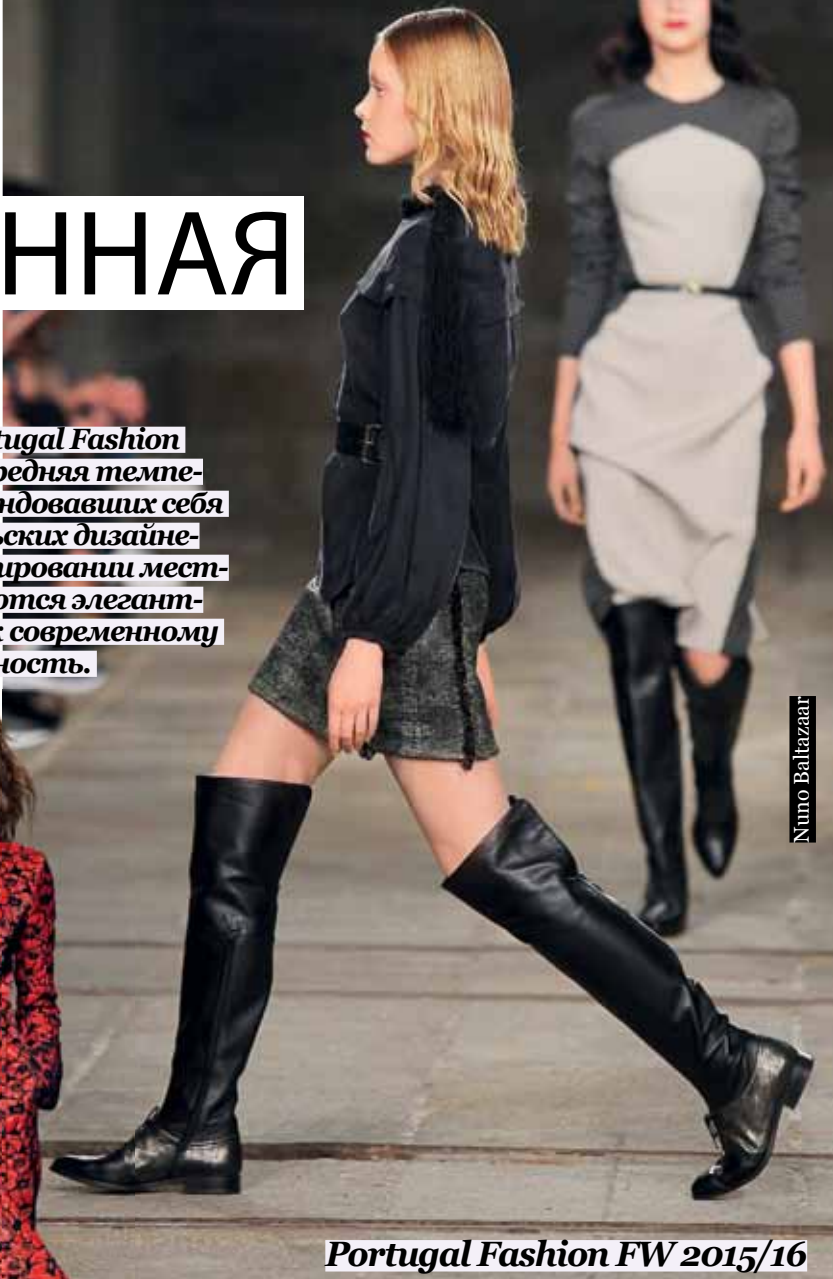 ННАЯ
tugal Fashion
редняя темпе-
ндовавших себя
ьских дизайне-
ировании мест-
ются элегант-
к современному
ность.
Nuno Baltazaar
Portugal Fashion FW 2015/16